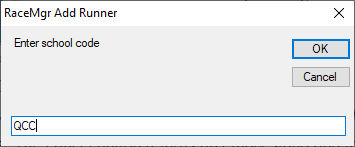 RaceMgr Add Runner
Enter school code
OK
Cancel
QCC